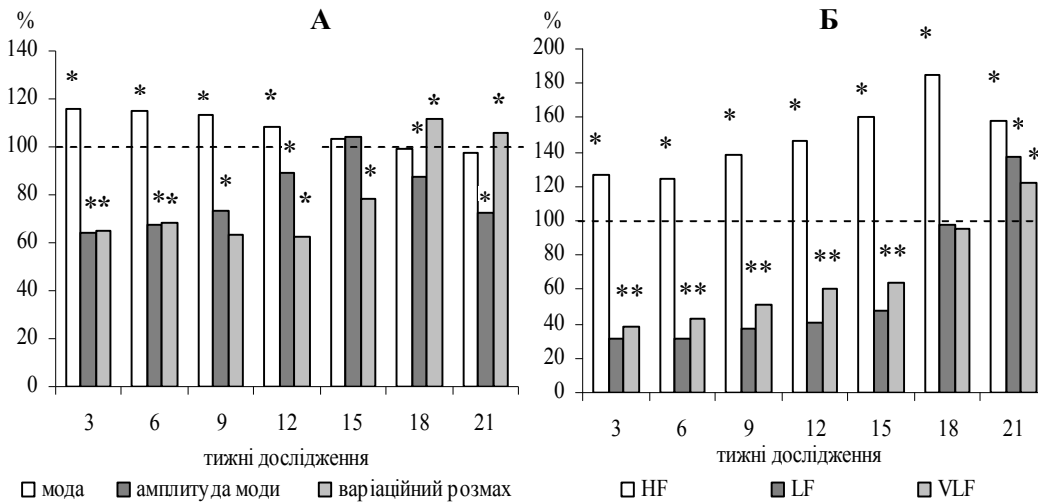 %
А
140
120
100
80
60
40
20
0
* * * * * * *
* * * * * * *
** ** * * * *
3 6 9 12 15 18 21
тижні дослідження
мода амплитуда моди варіаційний розмах
%
Б
200
180
160
140
120
100
80
60
40
20
0
* * * * * * *
** ** ** ** ** * *
3 6 9 12 15 18 21
тижні дослідження
HF LF VLF